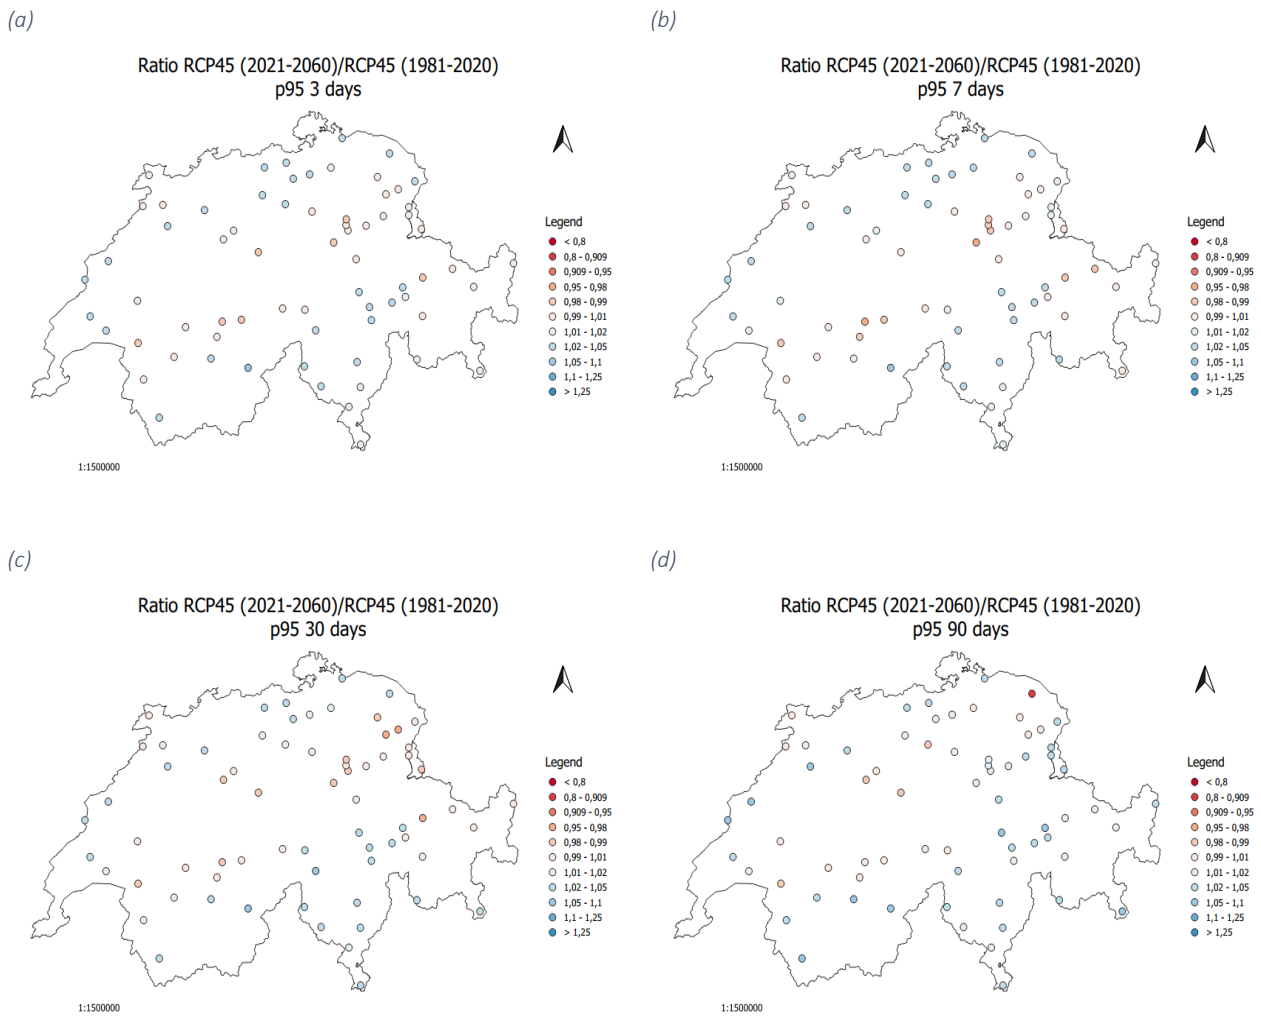 (a)
Ratio RCP45 (2021-2060)/RCP45 (1981-2020)
p95 3 days
Legend
< 0,8
0,8 - 0,909
0,909 - 0,95
0,95 - 0,98
0,98 - 0,99
0,99 - 1,01
1,01 - 1,02
1,02 - 1,05
1,05 - 1,1
1,1 - 1,25
> 1,25
1:1500000
(b)
Ratio RCP45 (2021-2060)/RCP45 (1981-2020)
p95 7 days
Legend
< 0,8
0,8 - 0,909
0,909 - 0,95
0,95 - 0,98
0,98 - 0,99
0,99 - 1,01
1,01 - 1,02
1,02 - 1,05
1,05 - 1,1
1,1 - 1,25
> 1,25
1:1500000
(c)
Ratio RCP45 (2021-2060)/RCP45 (1981-2020)
p95 30 days
Legend
< 0,8
0,8 - 0,909
0,909 - 0,95
0,95 - 0,98
0,98 - 0,99
0,99 - 1,01
1,01 - 1,02
1,02 - 1,05
1,05 - 1,1
1,1 - 1,25
> 1,25
1:1500000
(d)
Ratio RCP45 (2021-2060)/RCP45 (1981-2020)
p95 90 days
Legend
< 0,8
0,8 - 0,909
0,909 - 0,95
0,95 - 0,98
0,98 - 0,99
0,99 - 1,01
1,01 - 1,02
1,02 - 1,05
1,05 - 1,1
1,1 - 1,25
> 1,25
1:1500000